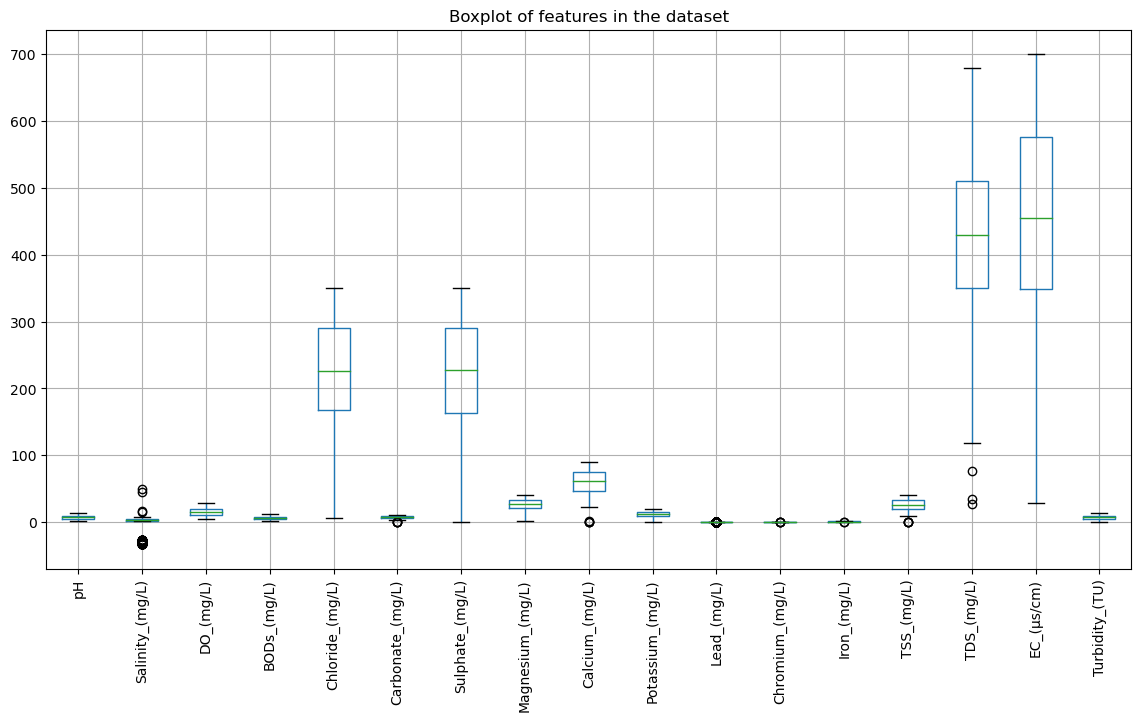 Boxplot of features in the dataset
700
600
500
400
300
200
100
0
pH
Salinity_(mg/L)
DO_(mg/L)
BODs_(mg/L)
Chloride_(mg/L)
Carbonate_(mg/L)
Sulphate_(mg/L)
Magnesium_(mg/L)
Calcium_(mg/L)
Potassium_(mg/L)
Lead_(mg/L)
Chromium_(mg/L)
Iron_(mg/L)
TSS_(mg/L)
TDS_(mg/L)
EC_(µs/cm)
Turbidity_(TU)